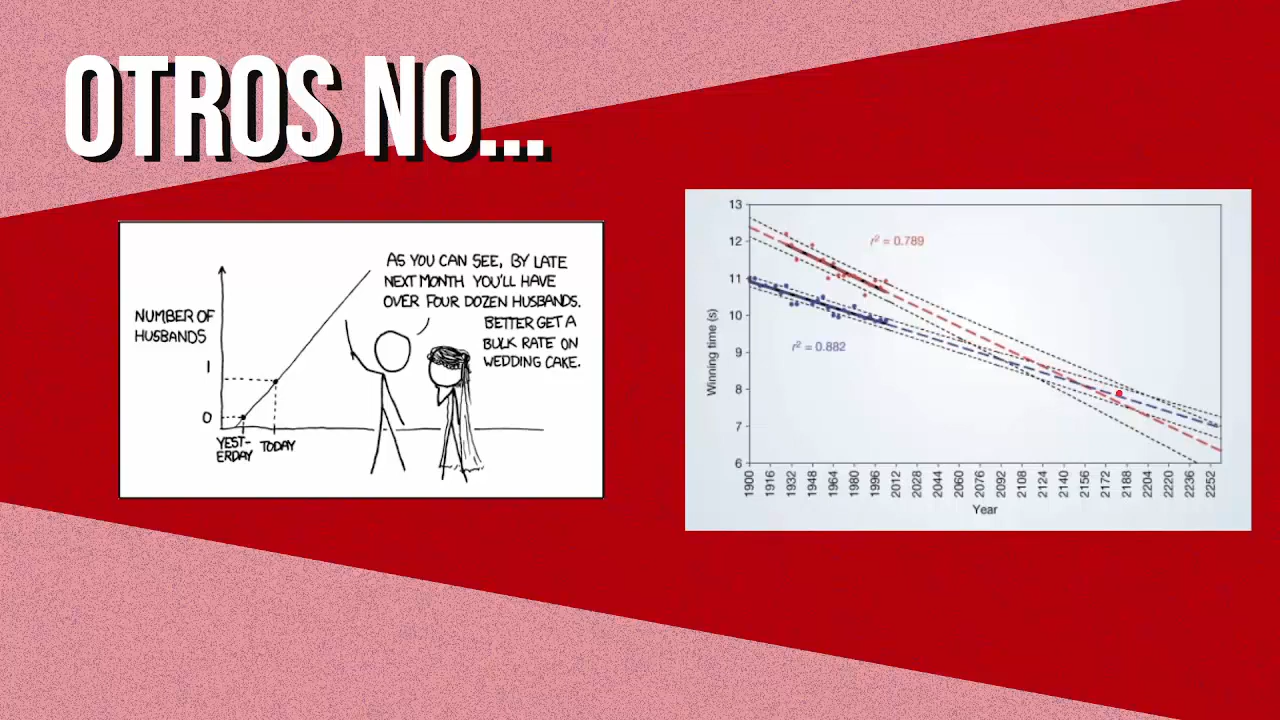 OTROS NO...
AS YOU CAN SEE, BY LATE
NEXT MONTH YOU'LL HAVE
OVER FOUR DOZEN HUSBANDS.
BETTER GET A
BULK RATE ON
WEDDING CAKE.
NUMBER OF
HUSBANDS
1
0
YEST-
ERDAY
TODAY
13
12
11
10
9
8
7
6
Winning time (s)
r² = 0.789
r² = 0.882
1900 1916 1932 1948 1964 1980 1996 2012 2028 2044 2060 2076 2092 2108 2124 2140 2156 2172 2188 2204 2220 2236 2252
Year